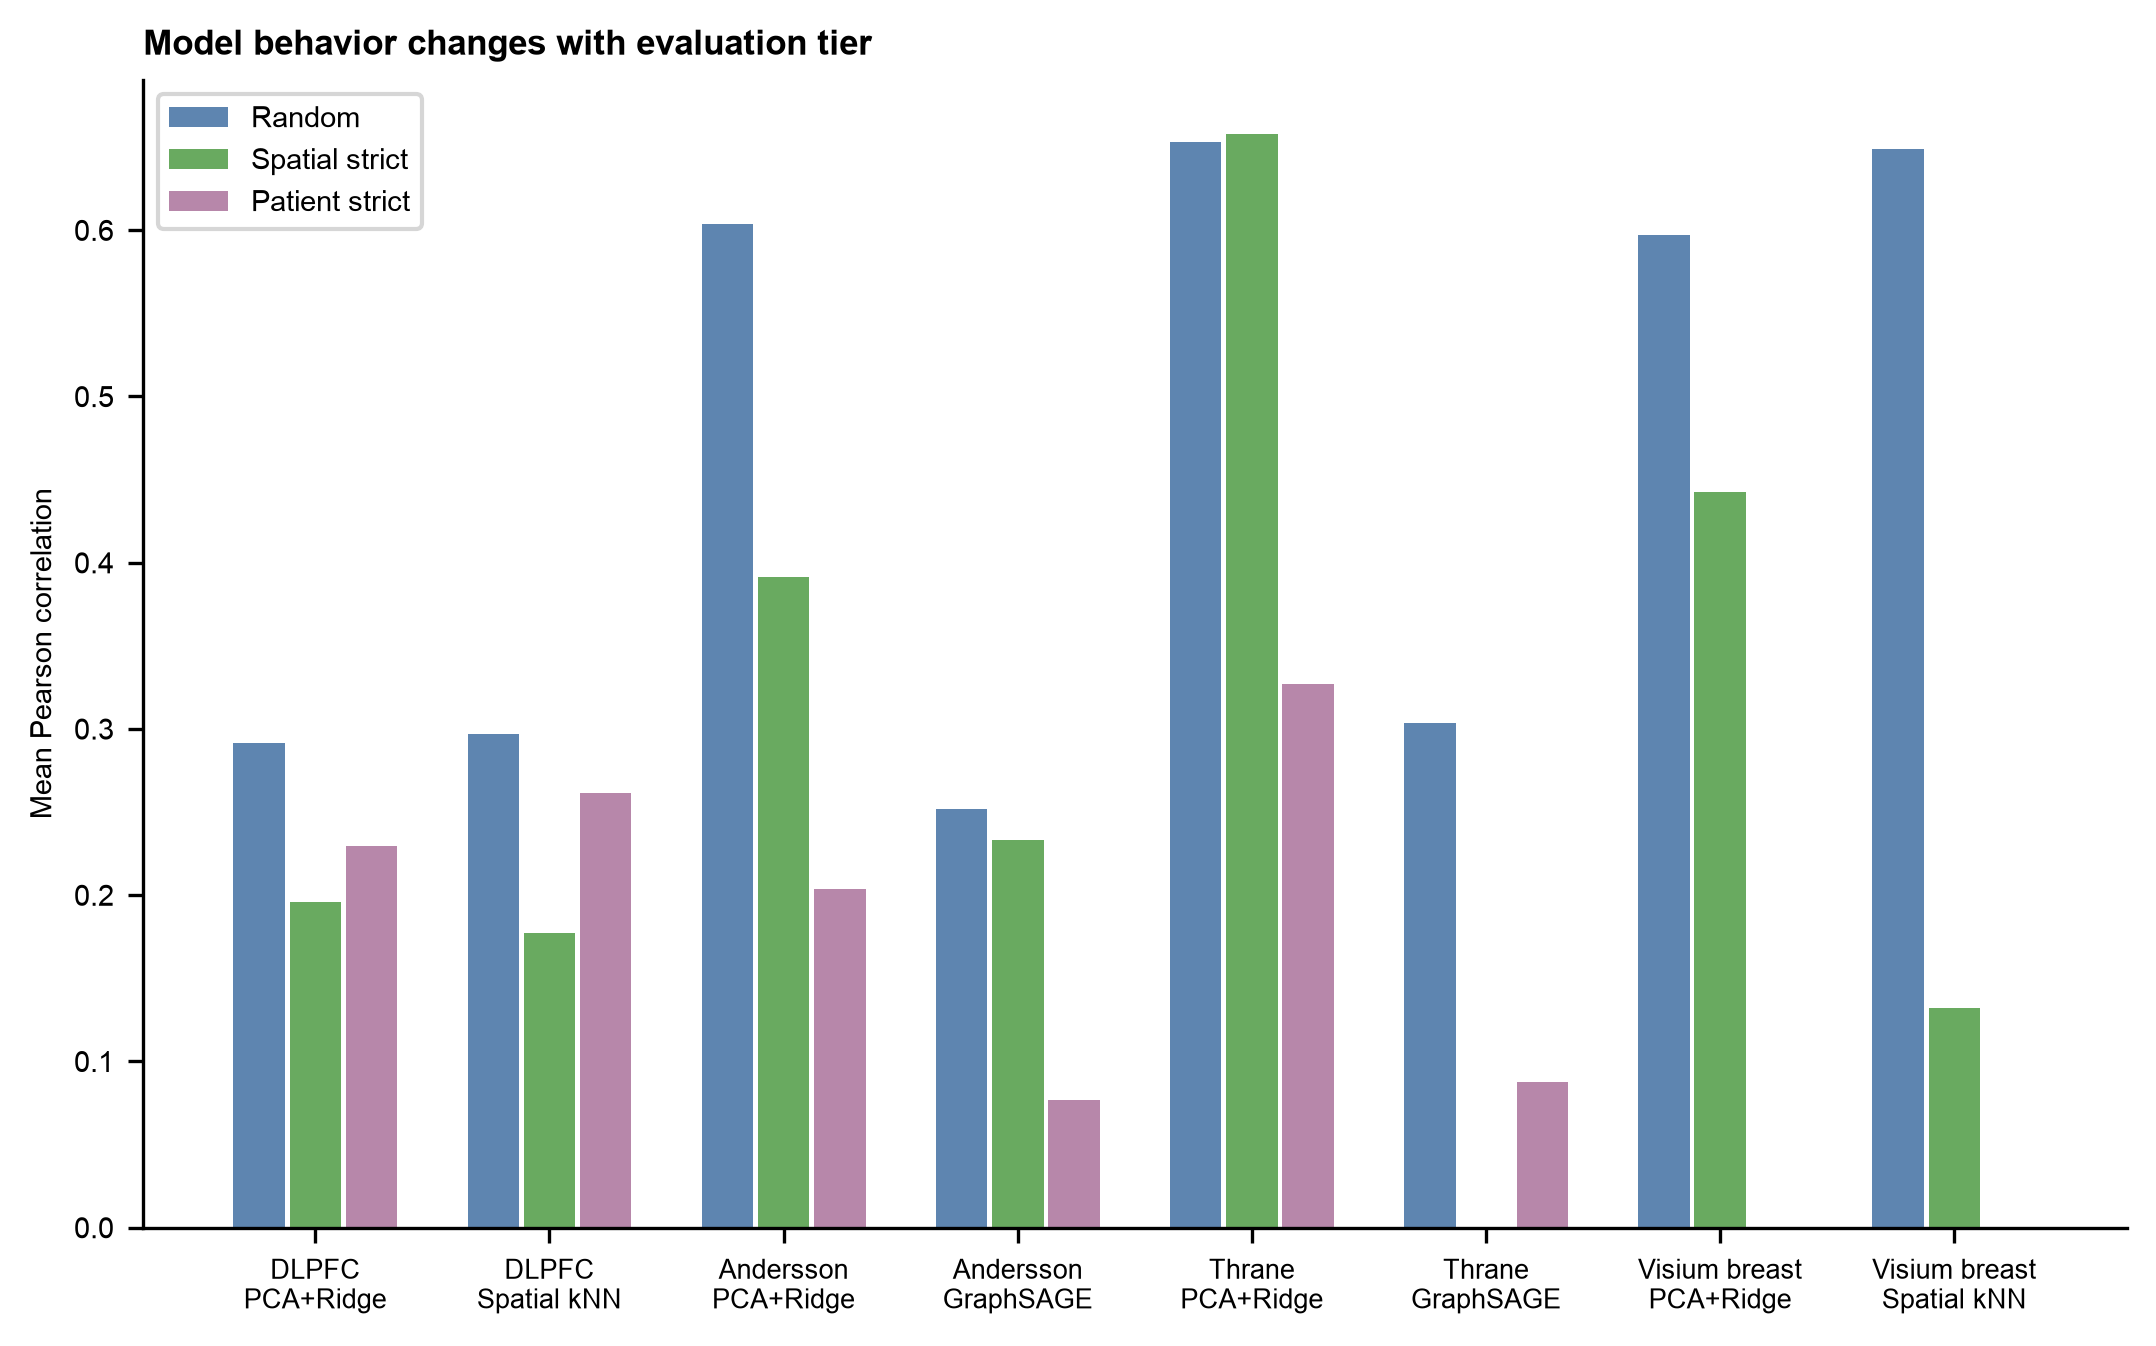 Model behavior changes with evaluation tier
Random
Spatial strict
Patient strict
Mean Pearson correlation
0.6
0.5
0.4
0.3
0.2
0.1
0.0
DLPFC
PCA+Ridge
DLPFC
Spatial kNN
Andersson
PCA+Ridge
Andersson
GraphSAGE
Thrane
PCA+Ridge
Thrane
GraphSAGE
Visium breast
PCA+Ridge
Visium breast
Spatial kNN